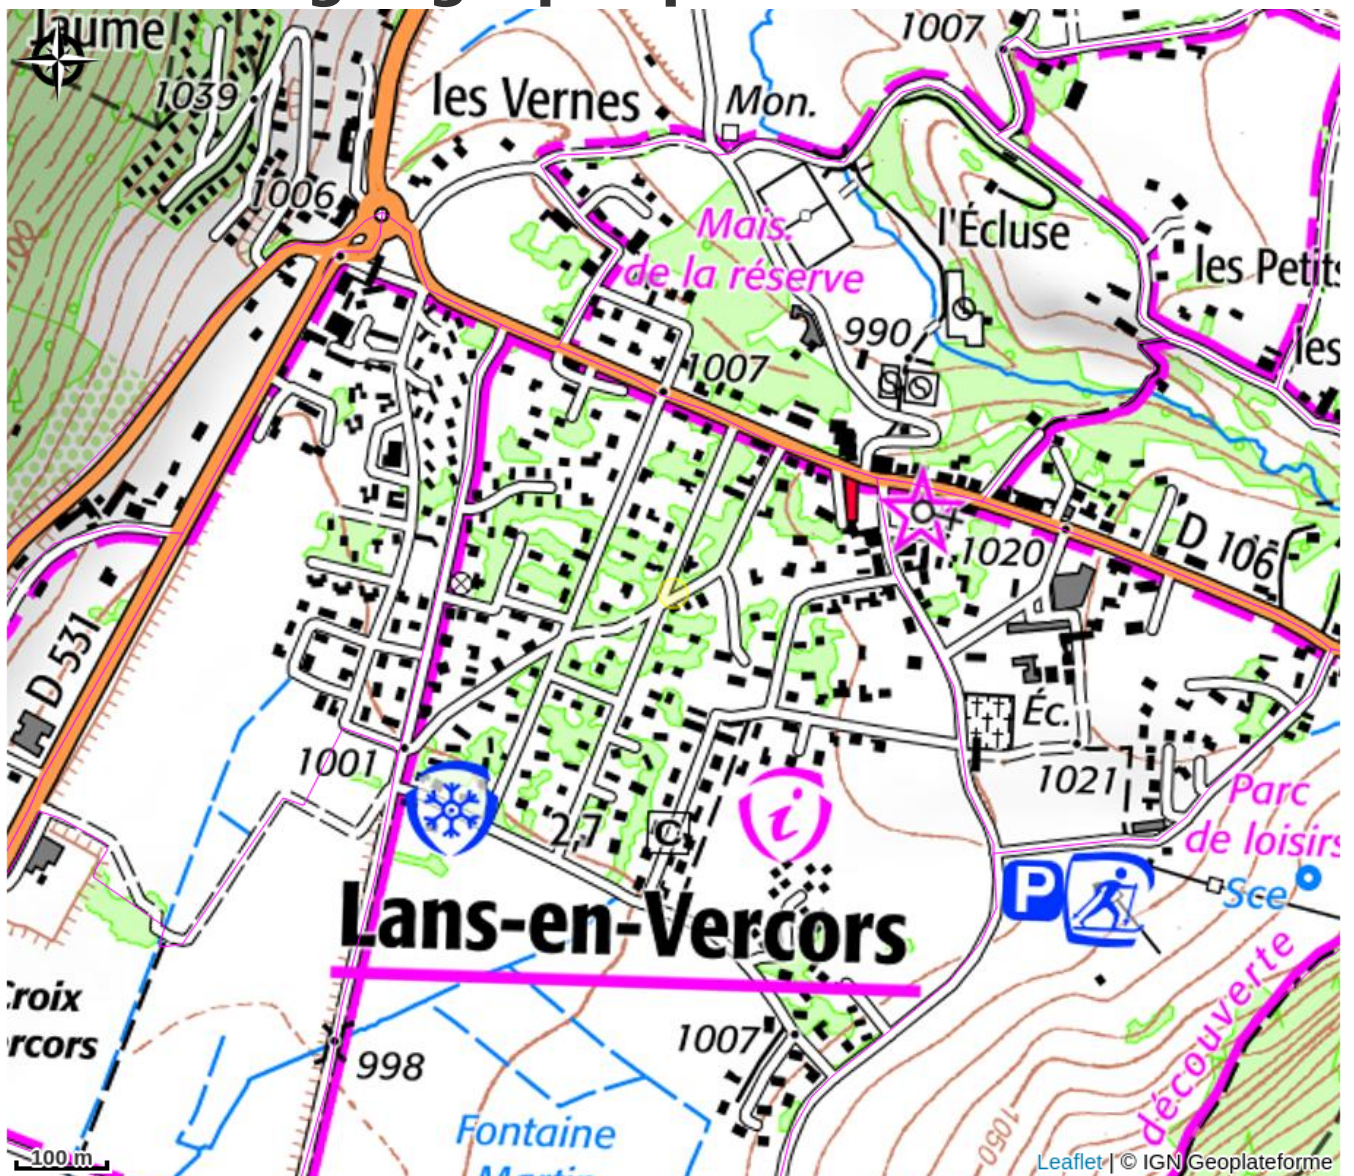 Jaume
1007
1039
les Vernes
Mon.
1006
Mais.
de la réserve
l'Écluse
les Petits
990
les
1007
1020
D 106
D 531
Éc.
1001
1021
27
C
i
Parc
de loisirs
P
Sce
Lans-en-Vercors
découverte
Croix
ercors
1007
998
1050
Fontaine
100 m
Leaflet | © IGN Geoplateforme